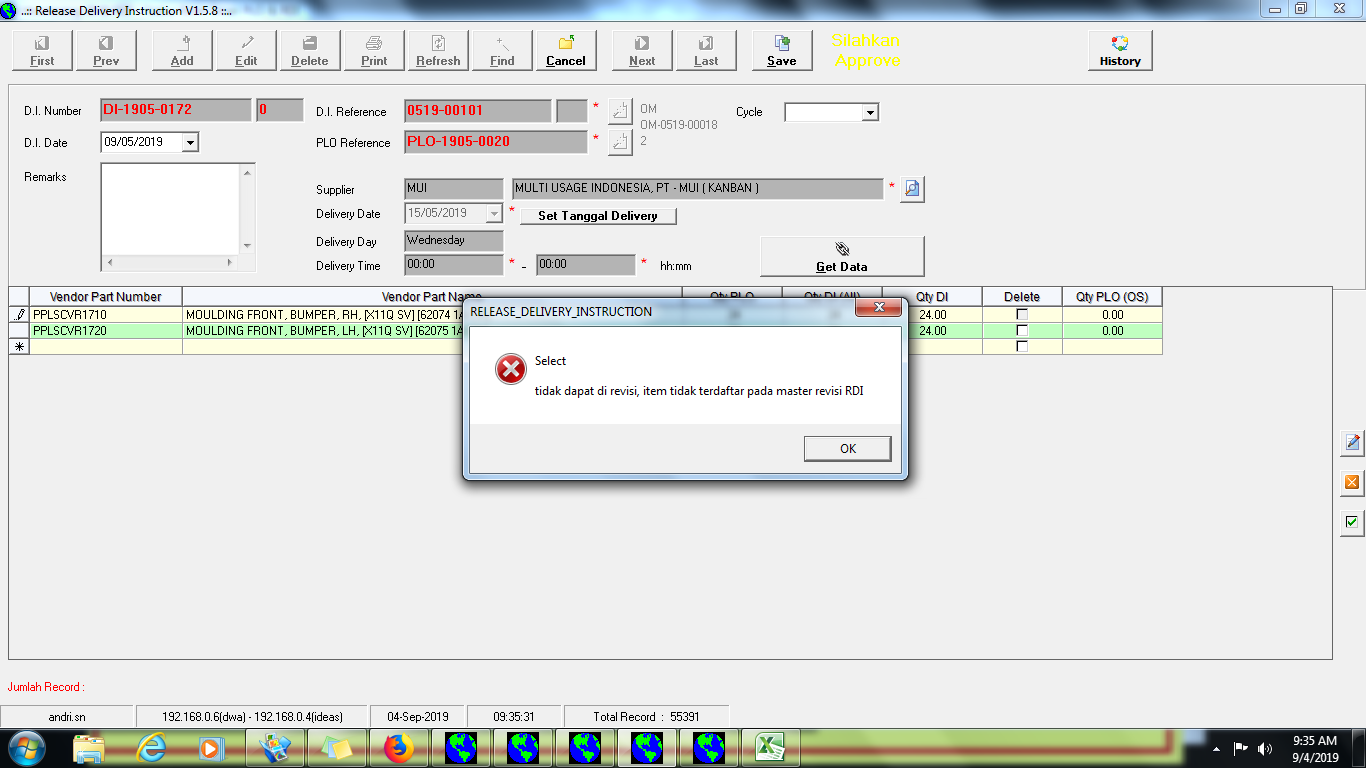 ..:: Release Delivery Instruction V1.5.8 ::..
First Prev Add Edit Delete Print Refresh Find Cancel Next Last Save Silahkan Approve History
D.I. Number DI-1905-0172 0 D.I. Reference 0519-00101 * OM Cycle
OM-0519-00018
D.I. Date 09/05/2019 PLO Reference PLO-1905-0020 * 2
Remarks
Supplier MUI MULTI USAGE INDONESIA, PT - MUI ( KANBAN ) *
Delivery Date 15/05/2019 * Set Tanggal Delivery
Delivery Day Wednesday
Delivery Time 00:00 * - 00:00 * hh:mm Get Data
Vendor Part Number Vendor Part Name Qty PLO Qty DI (All) Qty DI Delete Qty PLO (OS)
PPLSCVR1710 MOULDING FRONT, BUMPER, RH, [X11Q SV] [62074 1A 24.00 0.00
PPLSCVR1720 MOULDING FRONT, BUMPER, LH, [X11Q SV] [62075 1A 24.00 0.00
RELEASE_DELIVERY_INSTRUCTION
Select
tidak dapat di revisi, item tidak terdaftar pada master revisi RDI
OK
Jumlah Record :
andri.sn 192.168.0.6(dwa) - 192.168.0.4(ideas) 04-Sep-2019 09:35:31 Total Record : 55391
9:35 AM
9/4/2019